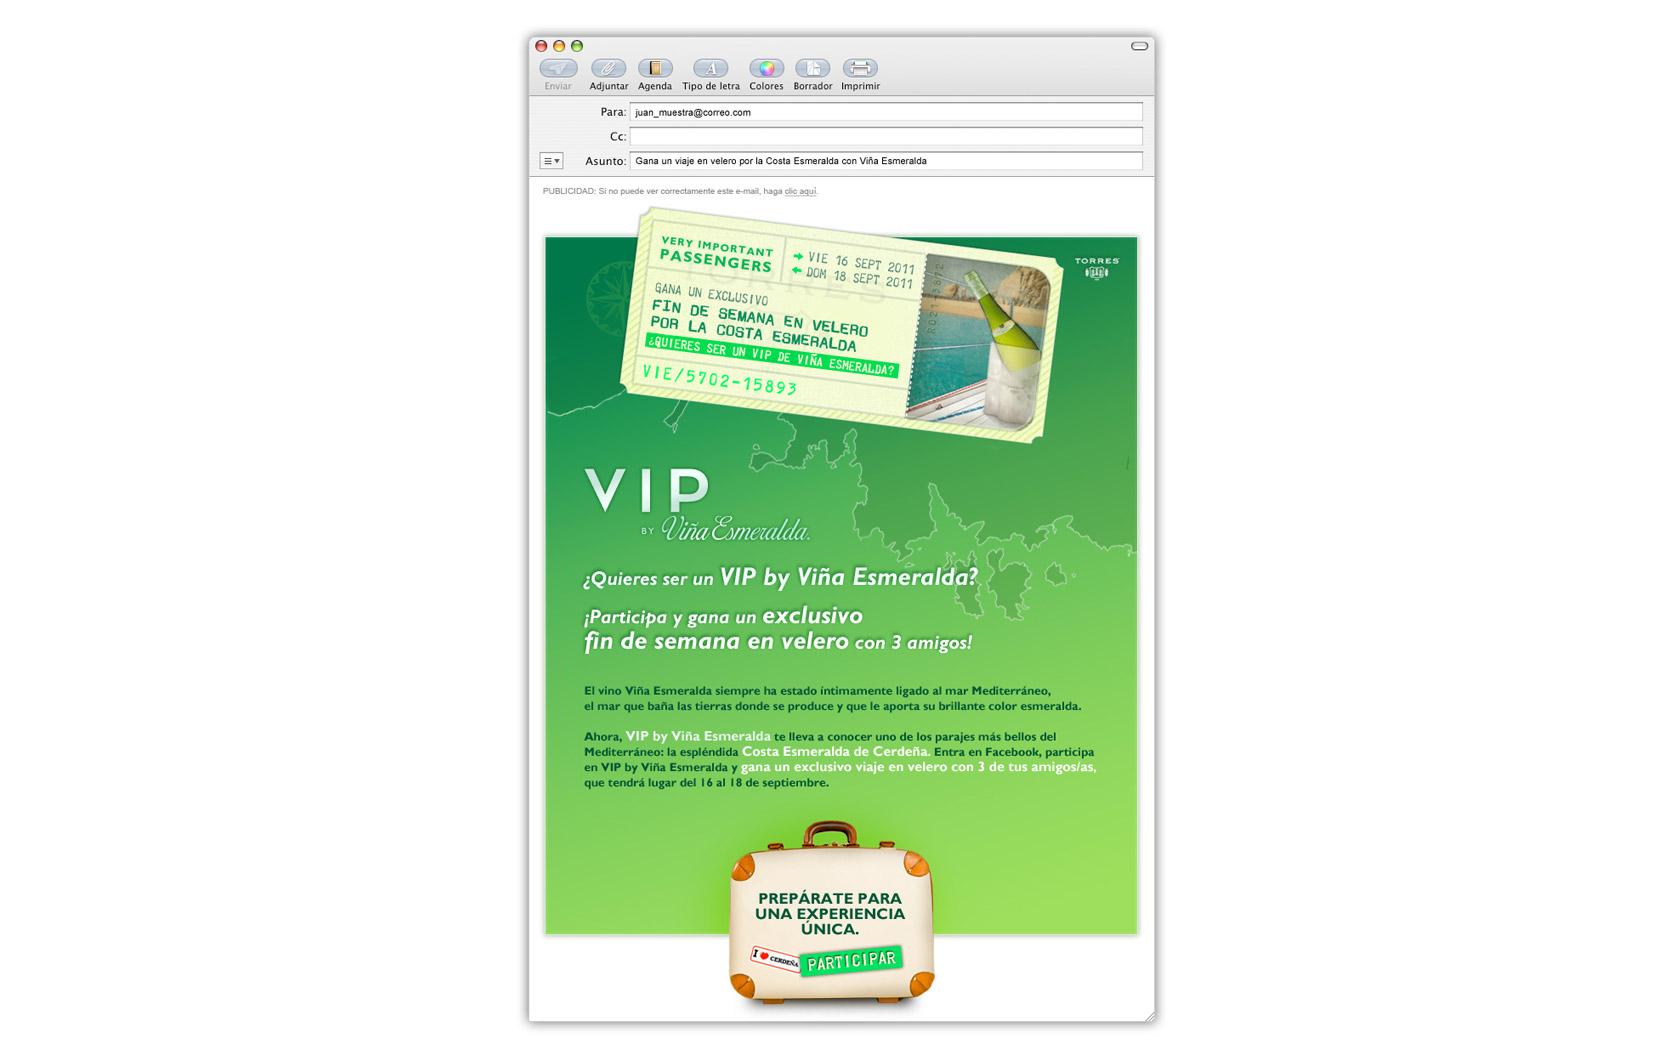 Enviar
Adjuntar
Agenda
Tipo de letra
Colores
Borrador
Imprimir
Para: juan_muestra@correo.com
Cc:
Asunto: Gana un viaje en velero por la Costa Esmeralda con Viña Esmeralda
PUBLICIDAD: Si no puede ver correctamente este e-mail, haga clic aquí.
VERY IMPORTANT
PASSENGERS
VIE 16 SEPT 2011
DOM 18 SEPT 2011
GANA UN EXCLUSIVO
FIN DE SEMANA EN VELERO
POR LA COSTA ESMERALDA
¿QUIERES SER UN VIP DE VIÑA ESMERALDA?
VIE/5702-15893
TORRES
VIP
BY Viña Esmeralda.
¿Quieres ser un VIP by Viña Esmeralda?
¡Participa y gana un exclusivo
fin de semana en velero con 3 amigos!
El vino Viña Esmeralda siempre ha estado íntimamente ligado al mar Mediterráneo,
el mar que baña las tierras donde se produce y que le aporta su brillante color esmeralda.
Ahora, VIP by Viña Esmeralda te lleva a conocer uno de los parajes más bellos del
Mediterráneo: la espléndida Costa Esmeralda de Cerdeña. Entra en Facebook, participa
en VIP by Viña Esmeralda y gana un exclusivo viaje en velero con 3 de tus amigos/as,
que tendrá lugar del 16 al 18 de septiembre.
PREPÁRATE PARA
UNA EXPERIENCIA
ÚNICA.
I ❤ CERDEÑA
PARTICIPAR